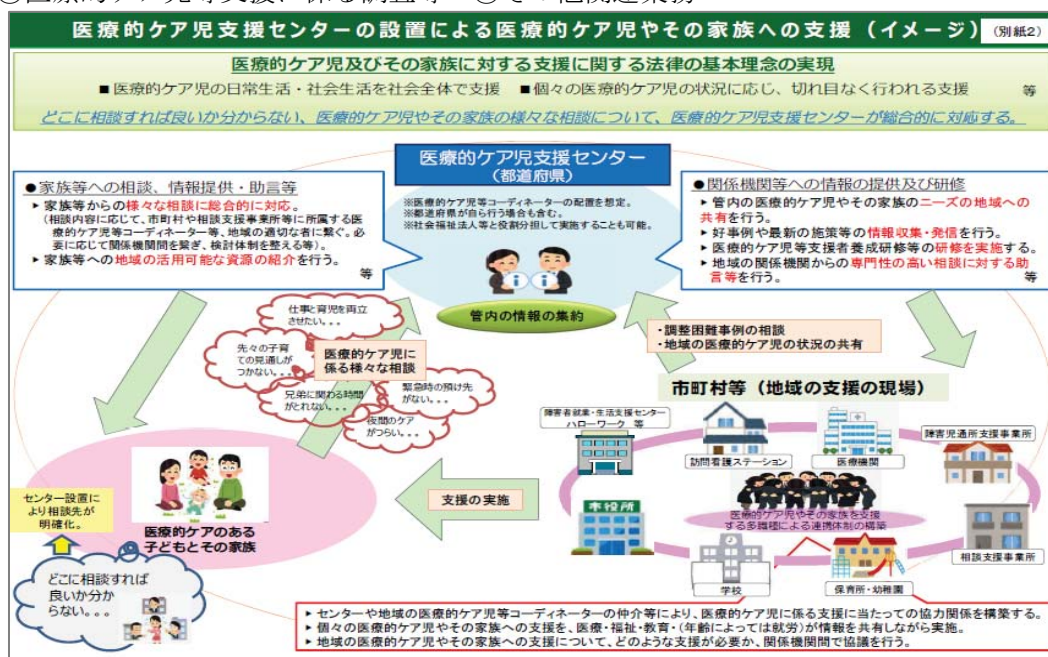 医療的ケア児支援センターの設置による医療的ケア児やその家族への支援（イメージ）
（別紙2）
医療的ケア児及びその家族に対する支援に関する法律の基本理念の実現
■ 医療的ケア児の日常生活・社会生活を社会全体で支援　■ 個々の医療的ケア児の状況に応じ、切れ目なく行われる支援　等
どこに相談すれば良いか分からない、医療的ケア児やその家族の様々な相談について、医療的ケア児支援センターが総合的に対応する。
医療的ケア児支援センター
（都道府県）
※医療的ケア児等コーディネーターの配置を想定。
※都道府県が自ら行う場合も含む。
※社会福祉法人等と役割分担して実施することも可能。
管内の情報の集約
●家族等への相談、情報提供・助言等
▶ 家族等からの様々な相談に総合的に対応。
（相談内容に応じて、市町村や相談支援事業所等に所属する医
療的ケア児等コーディネーター等、地域の適切な者に繋ぐ。必
要に応じて関係機関間を繋ぎ、検討体制を整える等）。
▶ 家族等への地域の活用可能な資源の紹介を行う。
等
●関係機関等への情報の提供及び研修
▶ 管内の医療的ケア児やその家族のニーズの地域への
共有を行う。
▶ 好事例や最新の施策等の情報収集・発信を行う。
▶ 医療的ケア児等支援者養成研修等の研修を実施する。
▶ 地域の関係機関からの専門性の高い相談に対する助
言等を行う。
等
仕事と育児を両立
させたい。。。
先々の子育
ての見通しが
つかない。。。
医療的ケア児に
係る様々な相談
兄弟に関わる時間
がとれない。。。
緊急時の預け先
がない。。。
夜間のケア
がつらい。。。
・調整困難事例の相談
・地域の医療的ケア児の状況の共有
市町村等（地域の支援の現場）
障害者就業・生活支援センター
ハローワーク 等
訪問看護ステーション
医療機関
障害児通所支援事業所
市役所
医療的ケア児やその家族を支援
する多職種による連携体制の構築
相談支援事業所
学校
保育所・幼稚園
支援の実施
医療的ケアのある
子どもとその家族
センター設置に
より相談先が
明確化。
どこに相談すれば
良いか分か
らない。。。
▶ センターや地域の医療的ケア児等コーディネーターの仲介等により、医療的ケア児に係る支援に当たっての協力関係を構築する。
▶ 個々の医療的ケア児やその家族への支援を、医療・福祉・教育・（年齢によっては就労）が情報を共有しながら実施。
▶ 地域の医療的ケア児やその家族への支援について、どのような支援が必要か、関係機関間で協議を行う。